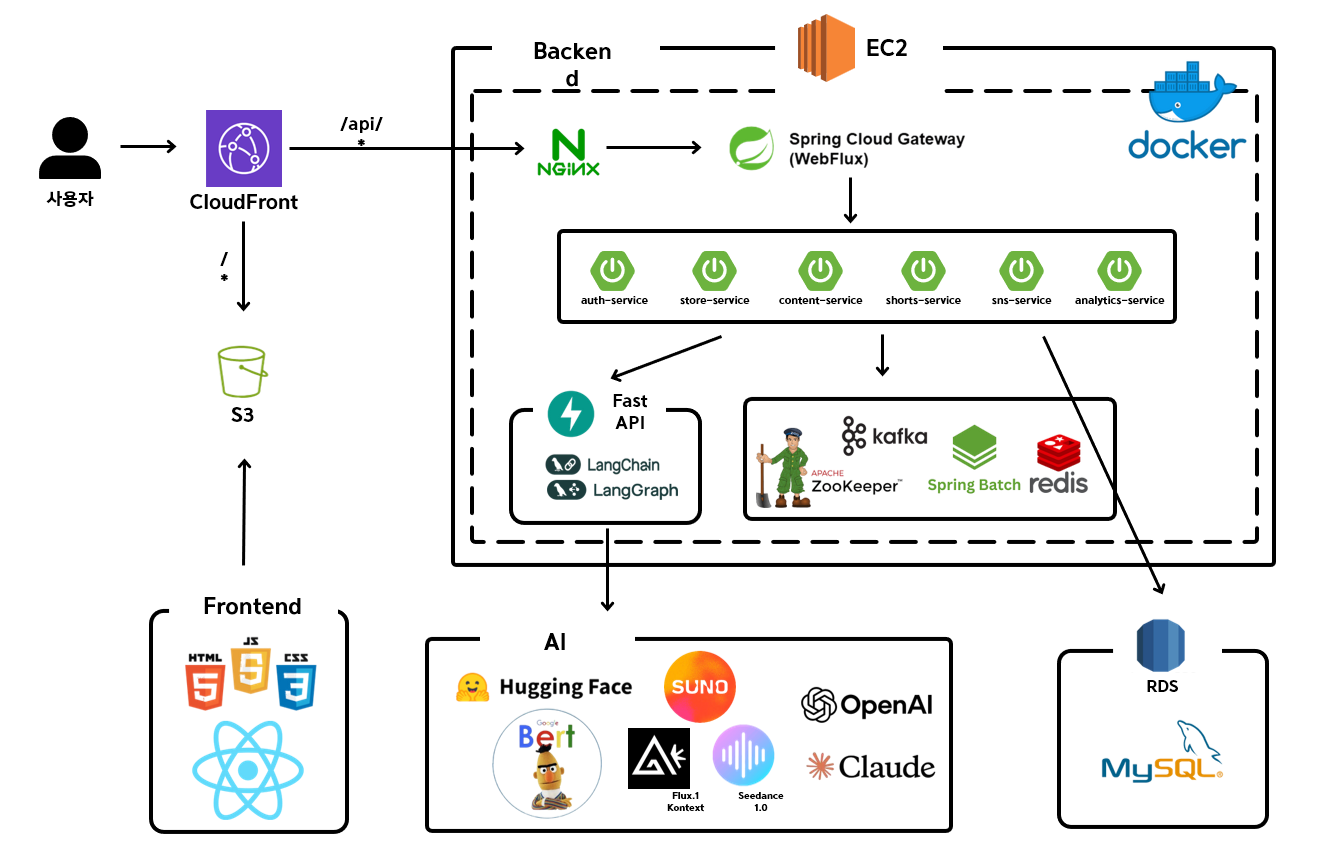 Backen
d
EC2
docker
사용자
CloudFront
/api/
*
NGiNX
Spring Cloud Gateway
(WebFlux)
/
*
auth-service
store-service
content-service
shorts-service
sns-service
analytics-service
S3
Fast
API
LangChain
LangGraph
kafka
APACHE
ZooKeeper™
Spring Batch
redis
Frontend
HTML
5
JS
5
CSS
3
AI
Hugging Face
SUNO
Google
Bert
Flux.1
Kontext
Seedance
1.0
OpenAI
Claude
RDS
MySQL®